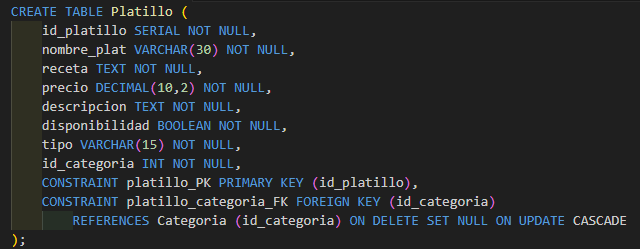 CREATE TABLE Platillo (
    id_platillo SERIAL NOT NULL,
    nombre_plat VARCHAR(30) NOT NULL,
    receta TEXT NOT NULL,
    precio DECIMAL(10,2) NOT NULL,
    descripcion TEXT NOT NULL,
    disponibilidad BOOLEAN NOT NULL,
    tipo VARCHAR(15) NOT NULL,
    id_categoria INT NOT NULL,
    CONSTRAINT platillo_PK PRIMARY KEY (id_platillo),
    CONSTRAINT platillo_categoria_FK FOREIGN KEY (id_categoria)
        REFERENCES Categoria (id_categoria) ON DELETE SET NULL ON UPDATE CASCADE
);